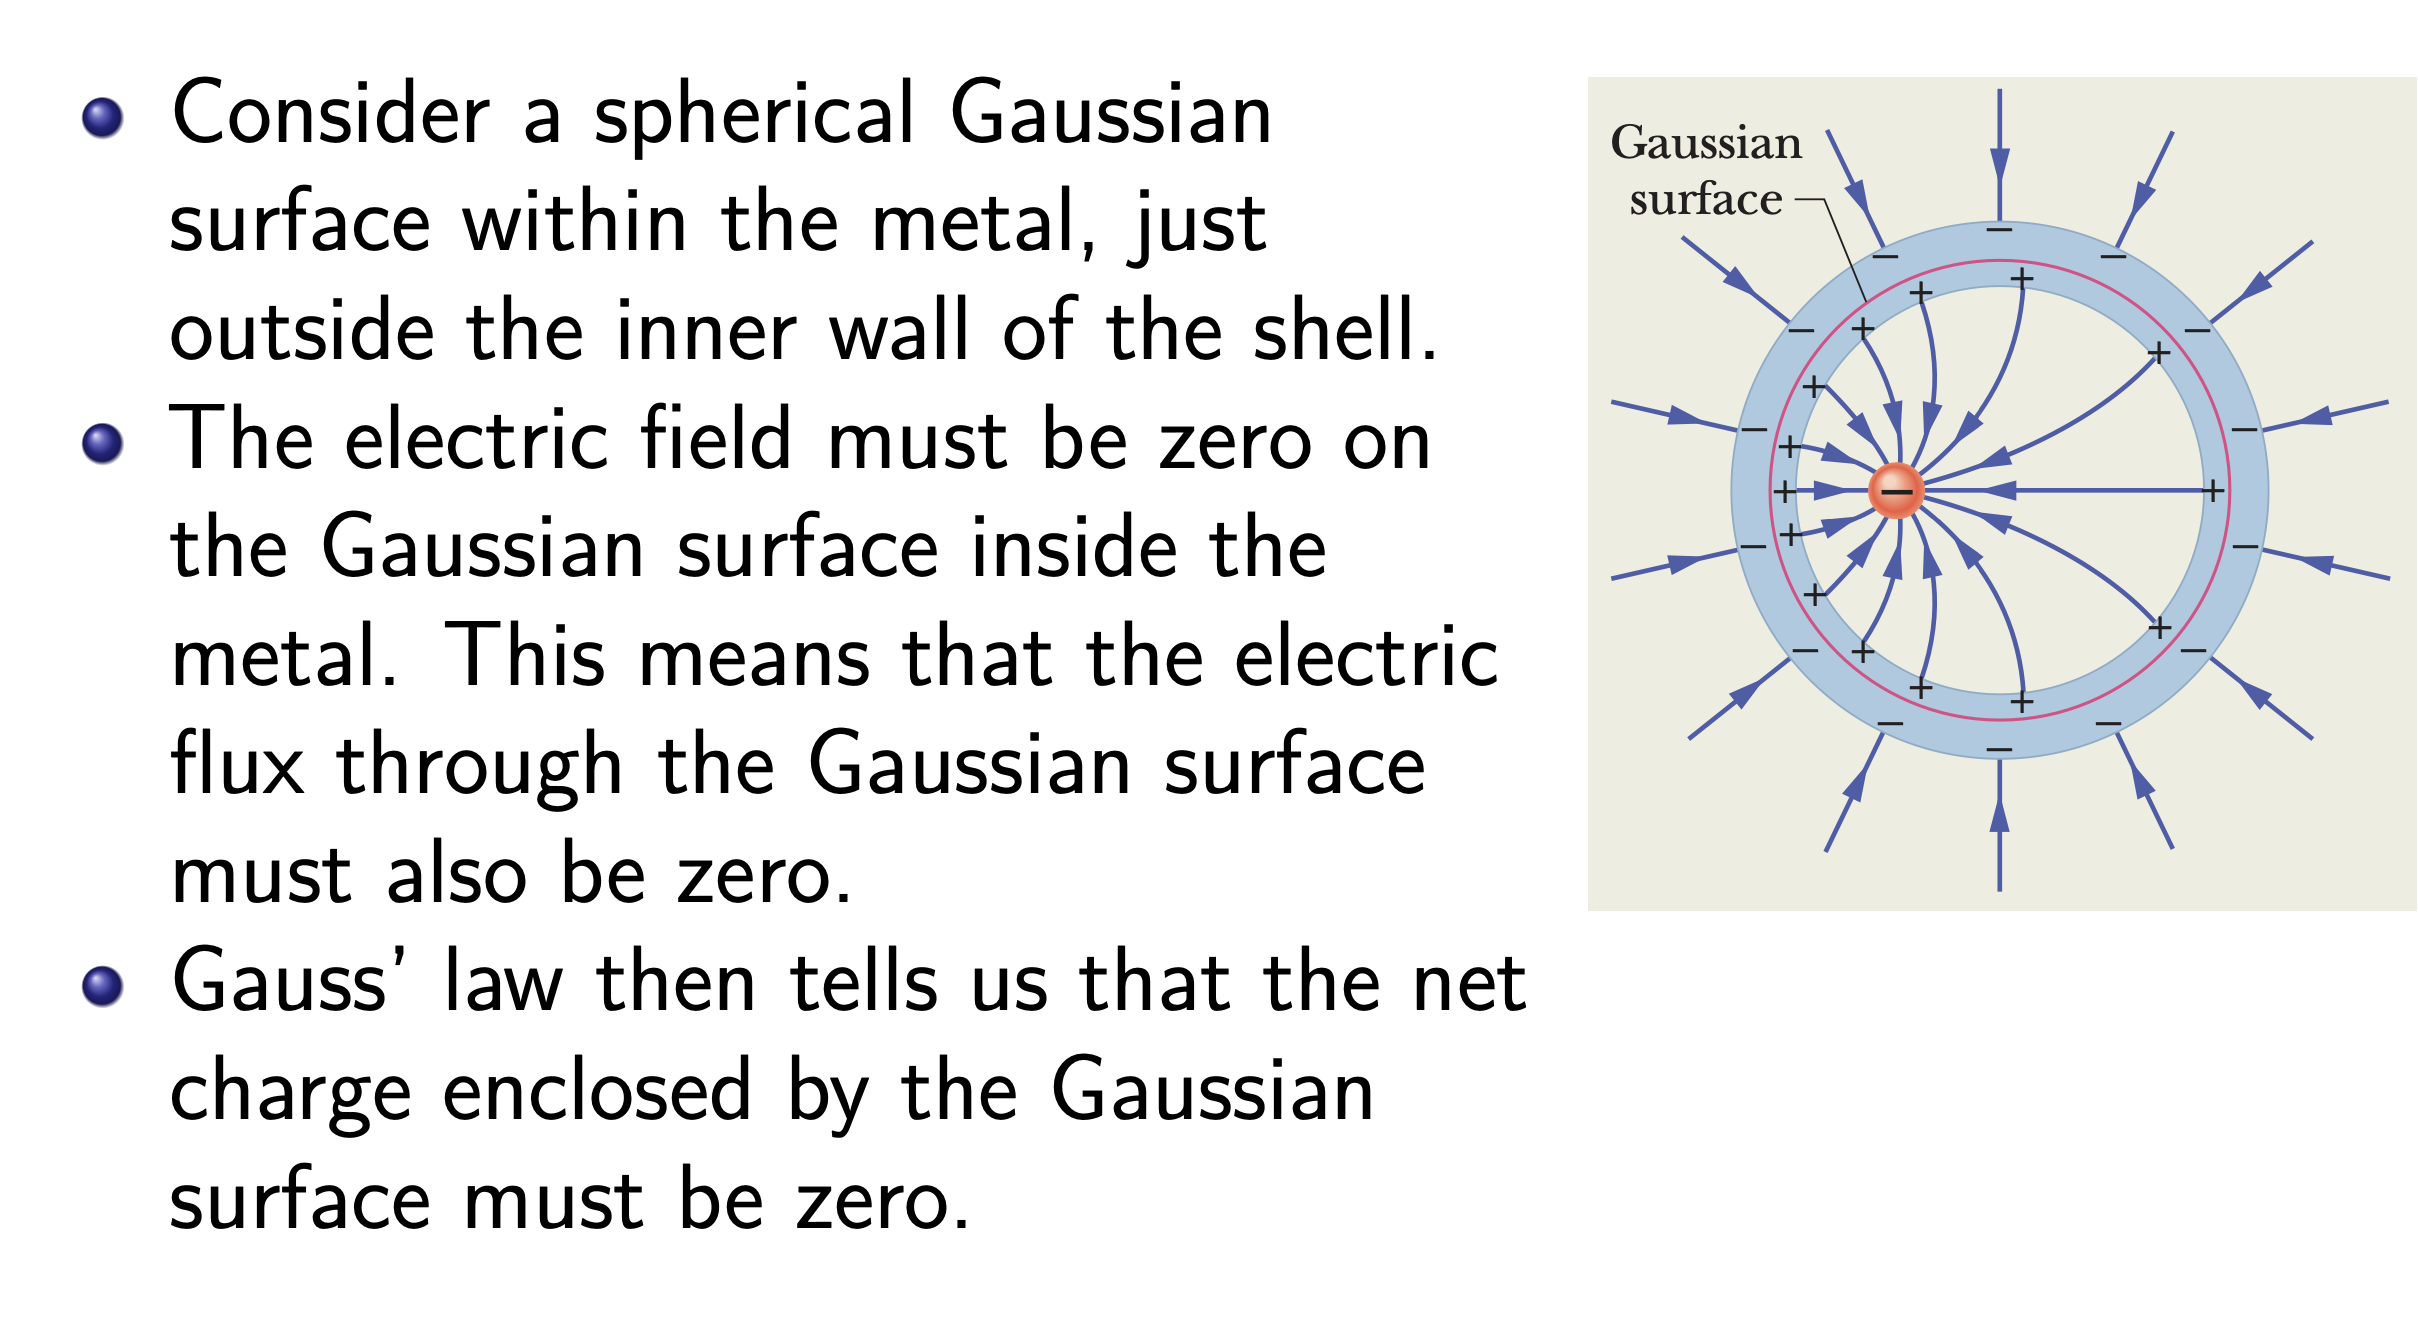 Consider a spherical Gaussian
surface within the metal, just
outside the inner wall of the shell.
The electric field must be zero on
the Gaussian surface inside the
metal. This means that the electric
flux through the Gaussian surface
must also be zero.
Gauss' law then tells us that the net
charge enclosed by the Gaussian
surface must be zero.
Gaussian
surface